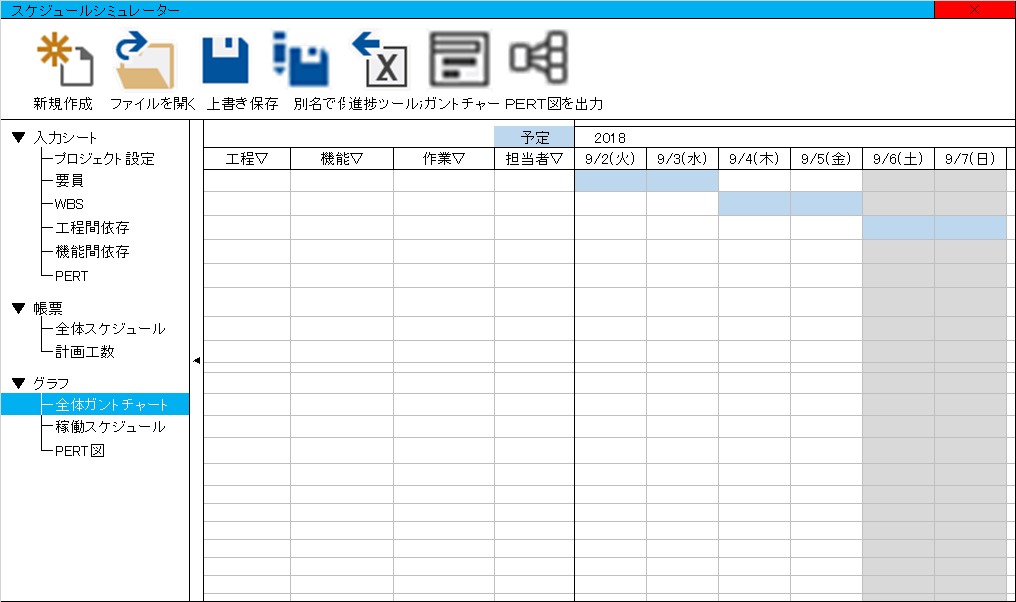 スケジュールシミュレーター
新規作成 ファイルを開く 上書き保存 別名で 進捗ツール ガントチャー PERT図を出力
▼ 入力シート
プロジェクト設定
要員
WBS
工程間依存
機能間依存
PERT
▼ 帳票
全体スケジュール
計画工数
▼ グラフ
全体ガントチャート
稼働スケジュール
PERT図
予定 2018
工程▽ 機能▽ 作業▽ 担当者▽ 9/2(火) 9/3(水) 9/4(木) 9/5(金) 9/6(土) 9/7(日)